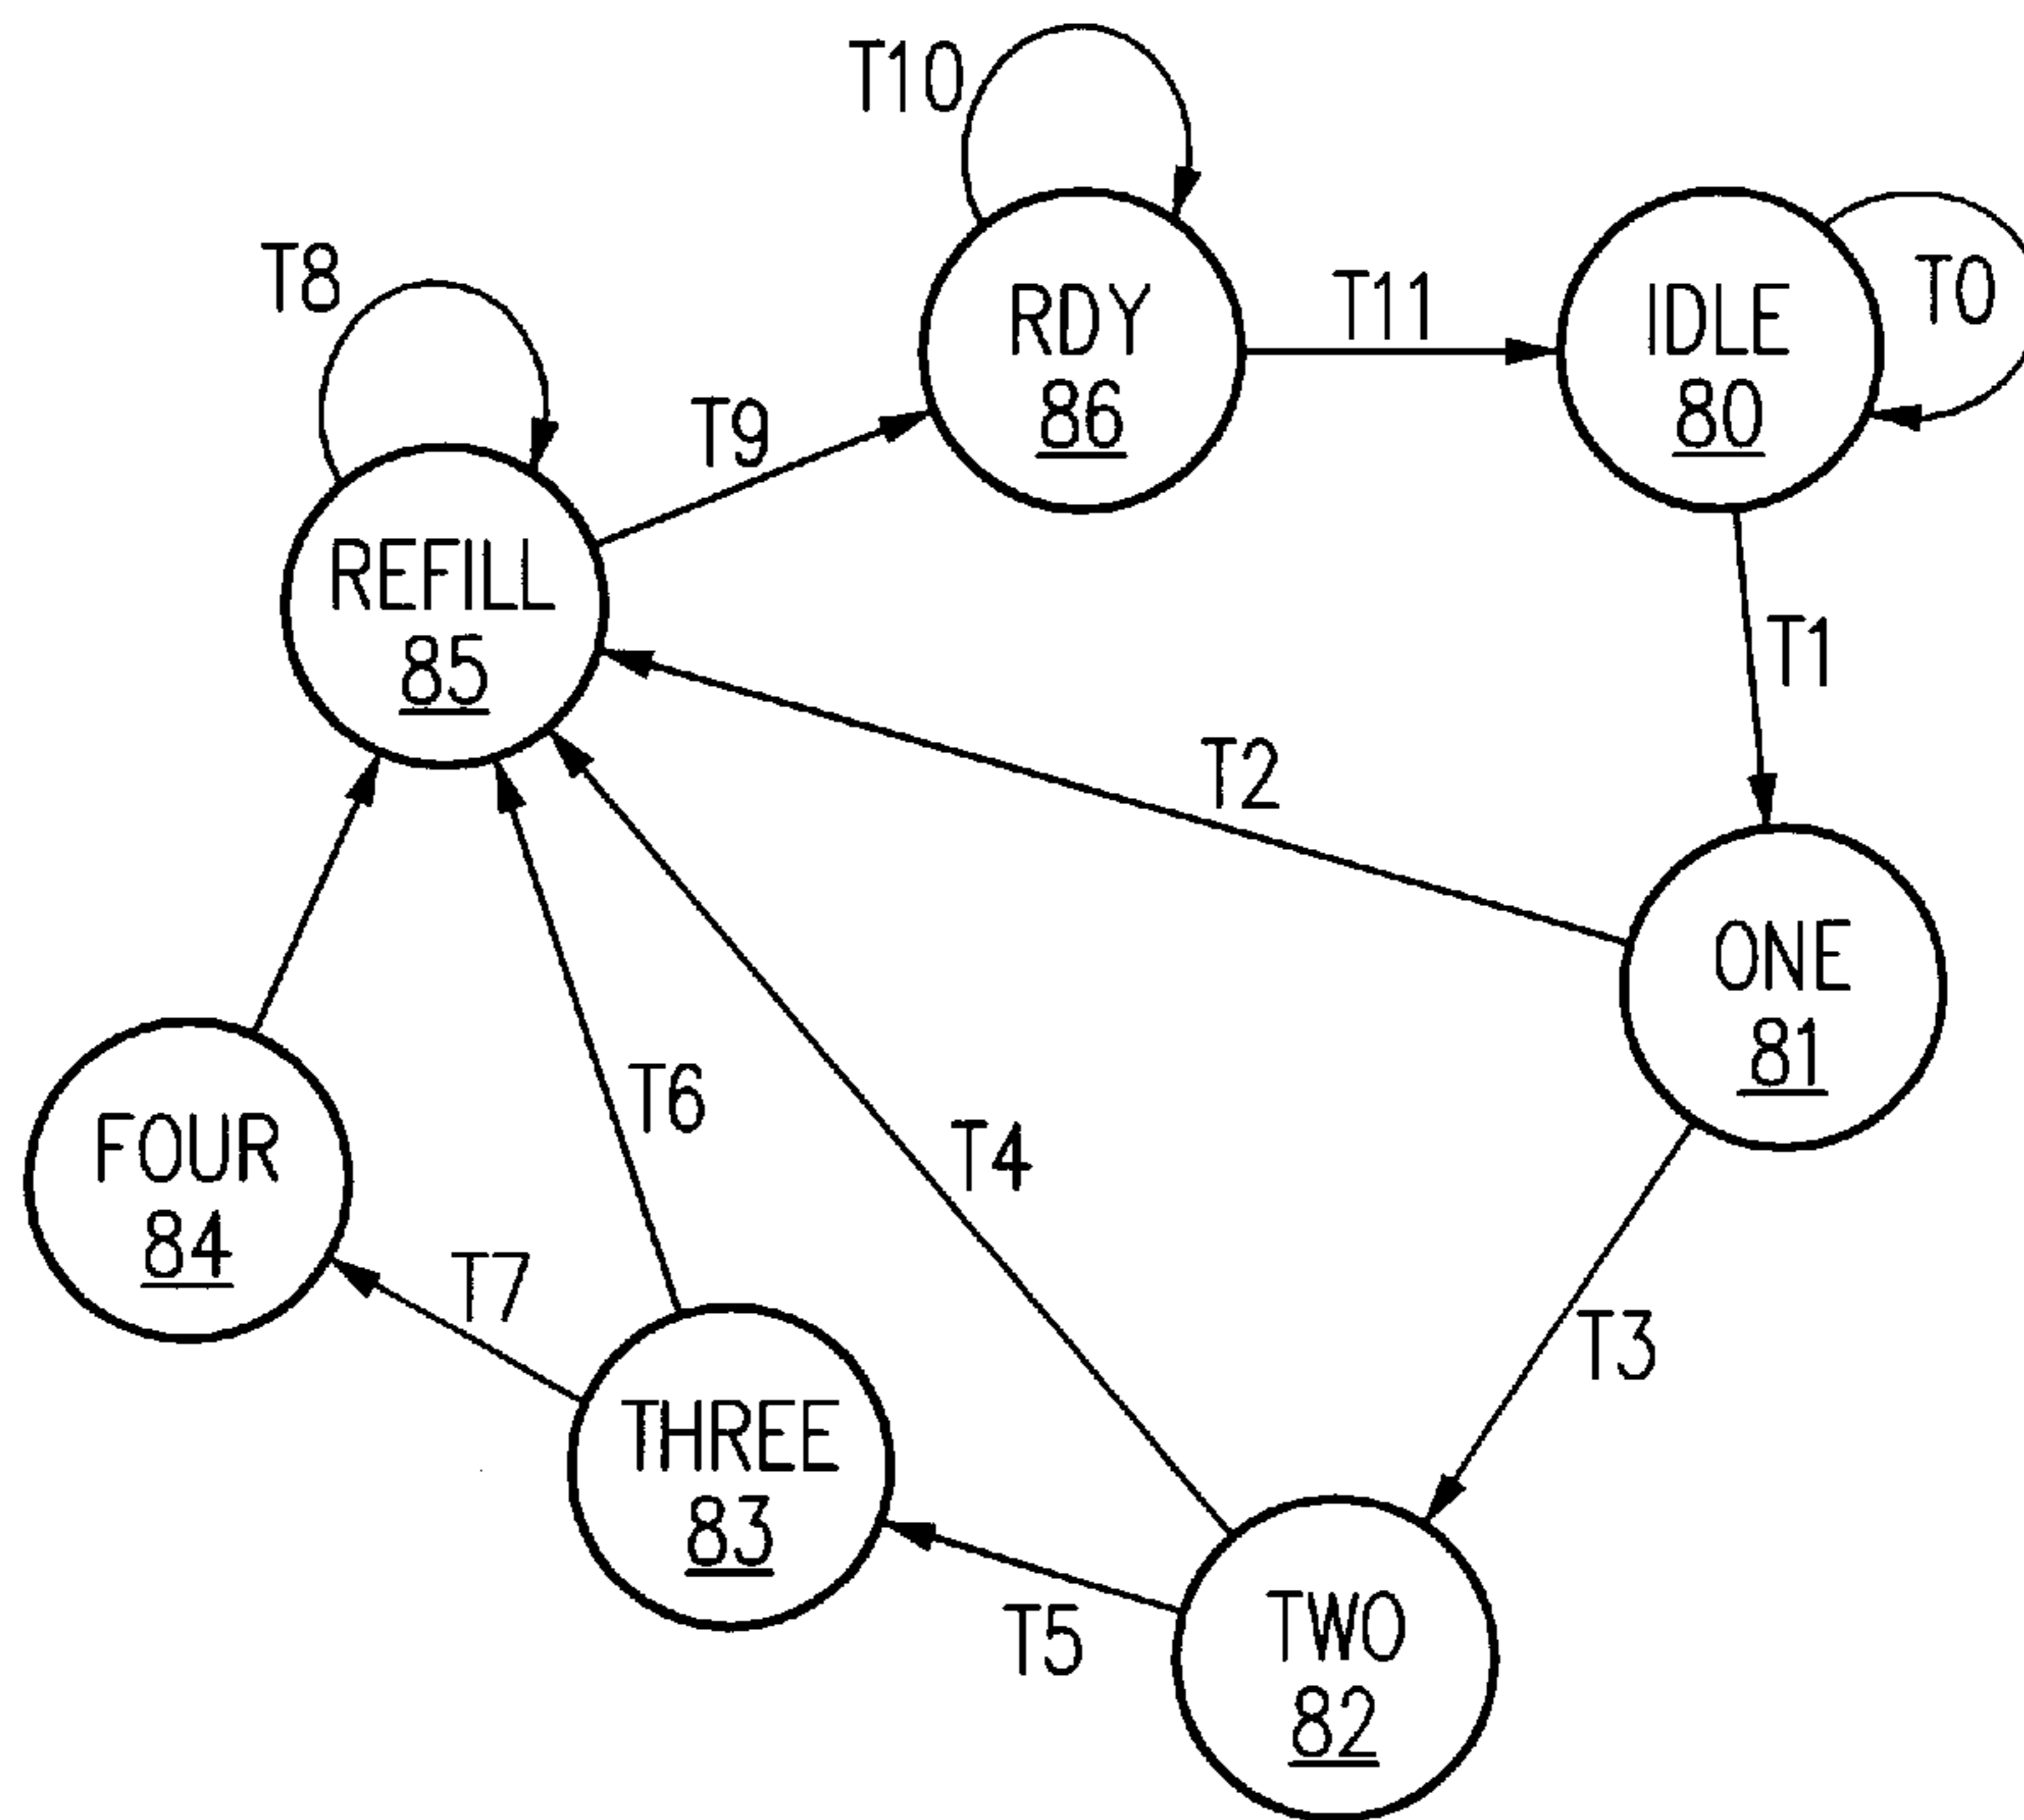 T10
T8
RDY
86
T11
IDLE
80
T0
T9
REFILL
85
T1
T2
ONE
81
T6
T4
FOUR
84
T7
T3
THREE
83
T5
TWO
82